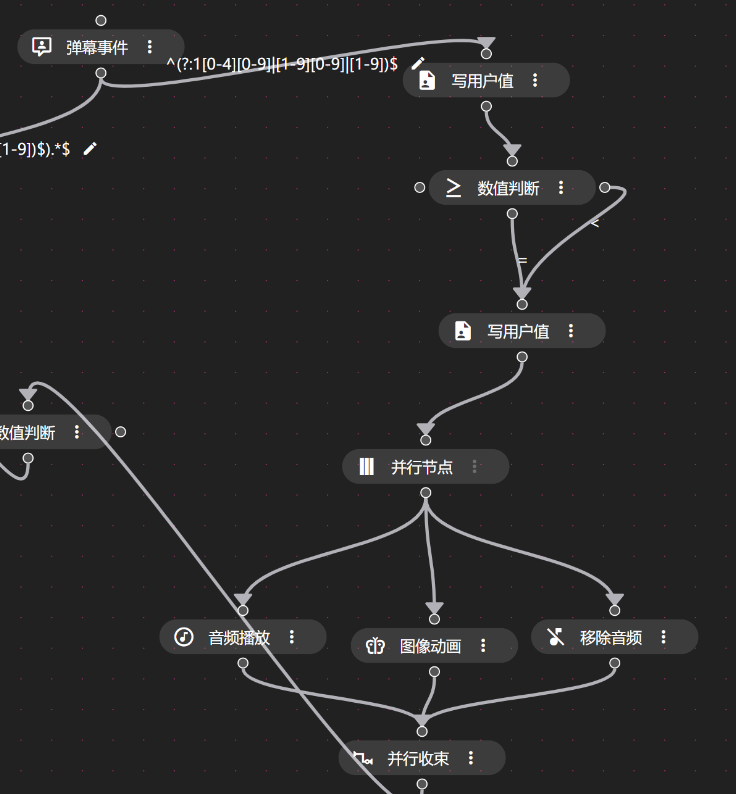 弹幕事件
^(?:1[0-4][0-9]|[1-9][0-9]|[1-9])$
写用户值
[1-9])$).*$
数值判断
<
=
写用户值
数值判断
并行节点
音频播放
图像动画
移除音频
并行收束